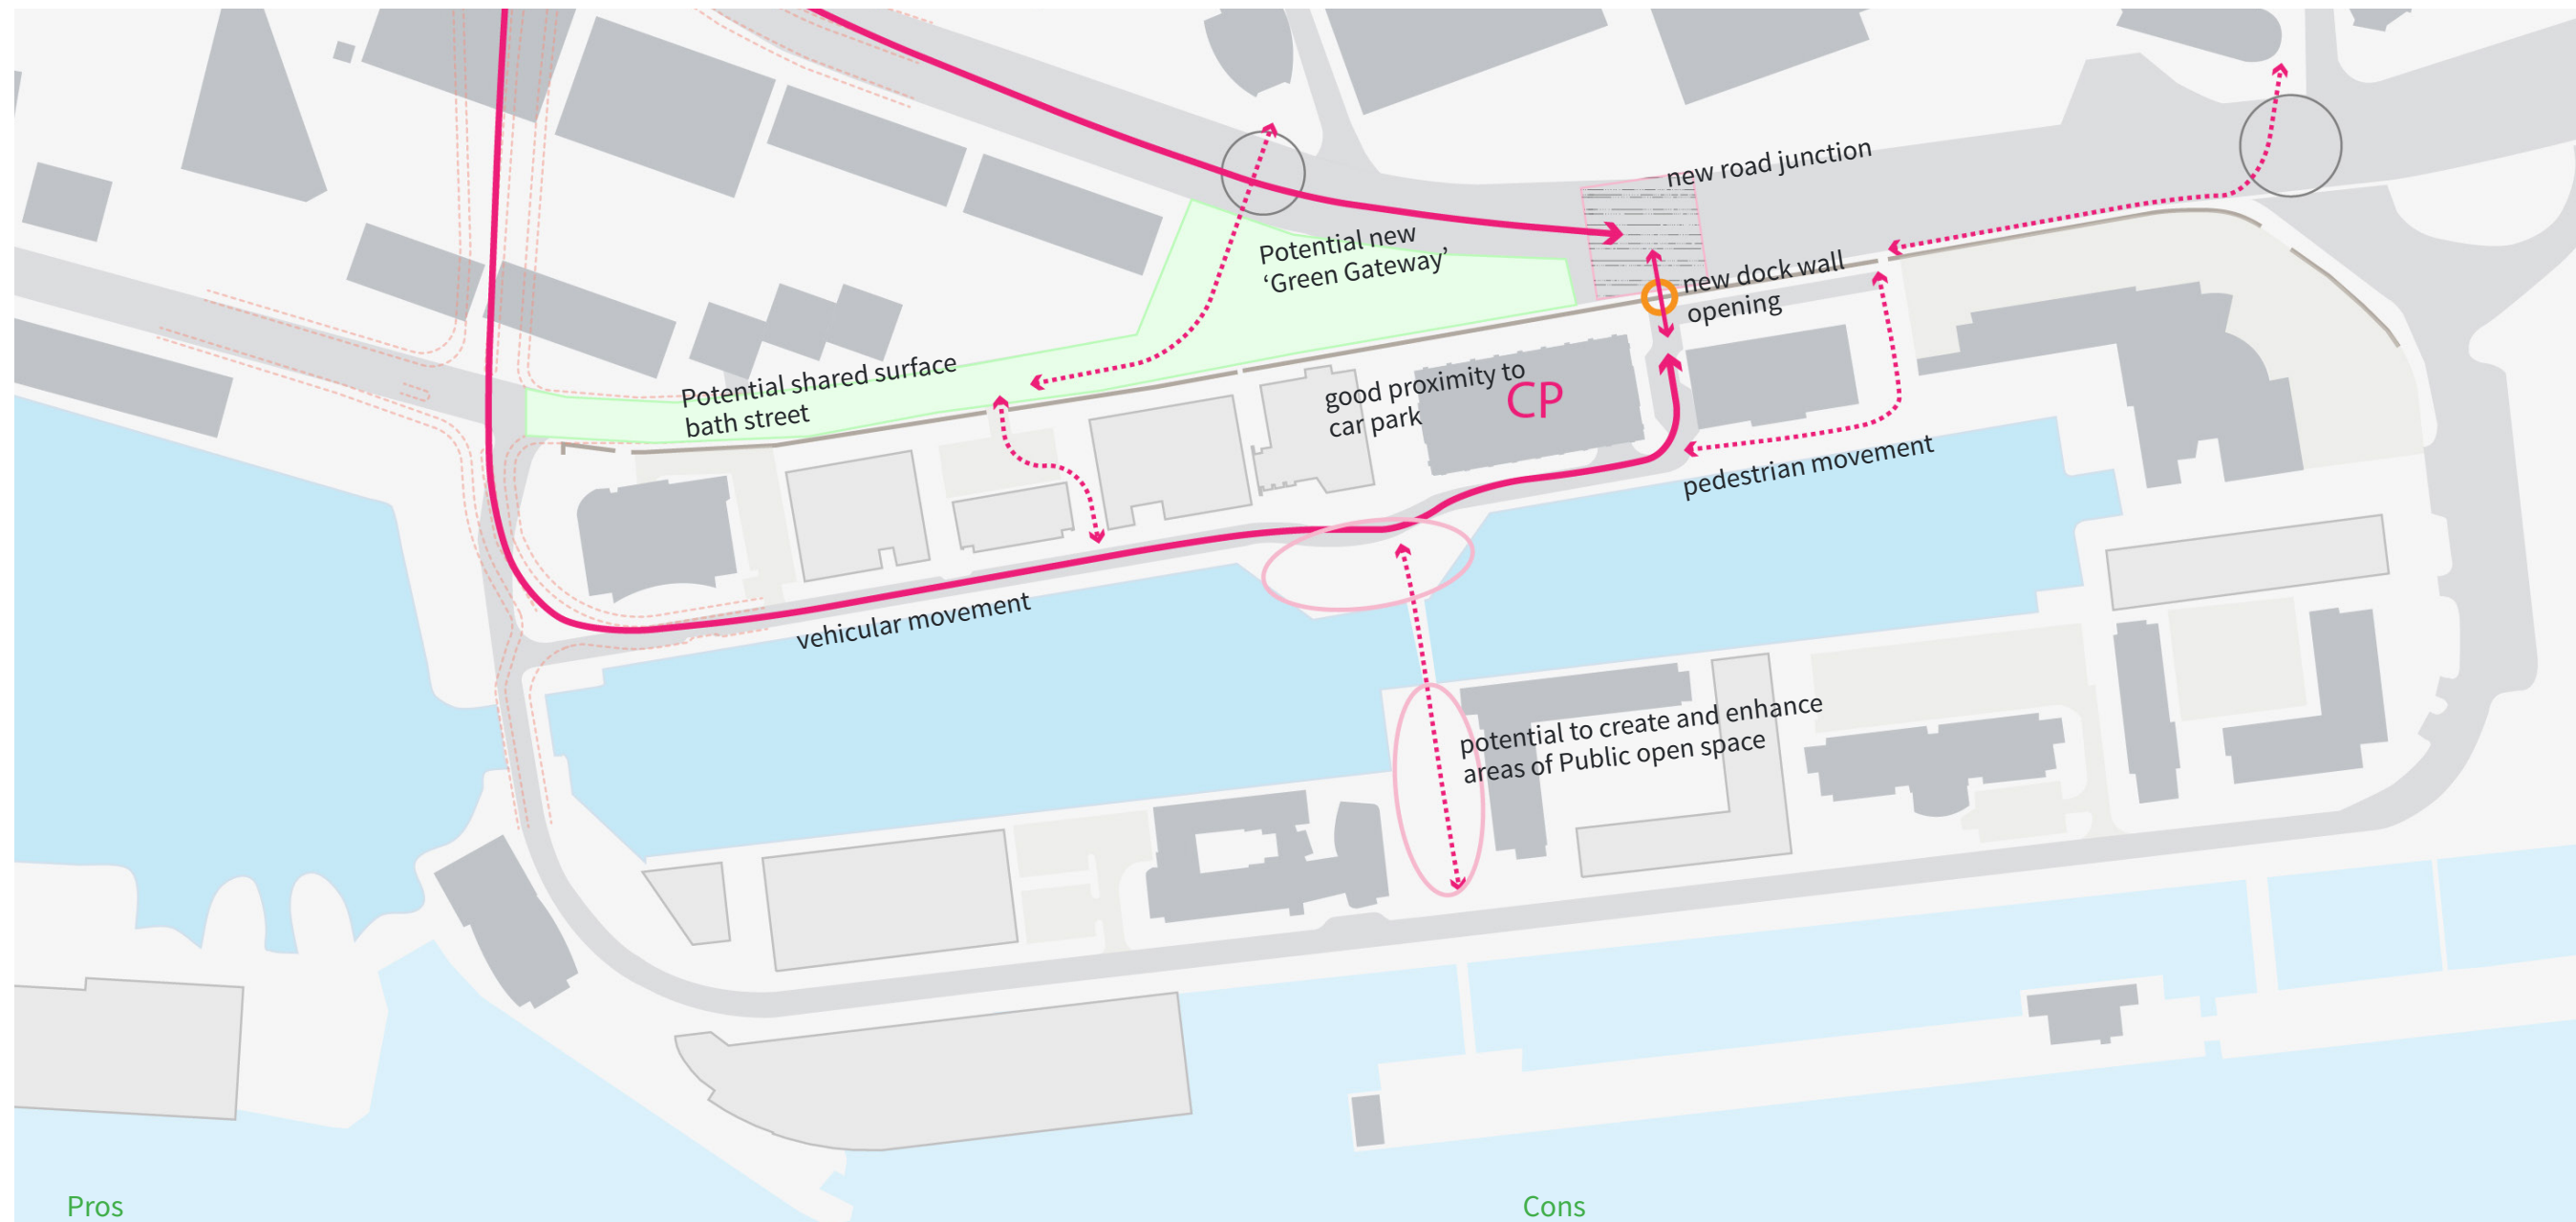 new road junction
Potential new
‘Green Gateway’
new dock wall
opening
Potential shared surface
bath street
good proximity to
car park
CP
pedestrian movement
vehicular movement
potential to create and enhance
areas of Public open space
Pros
Cons